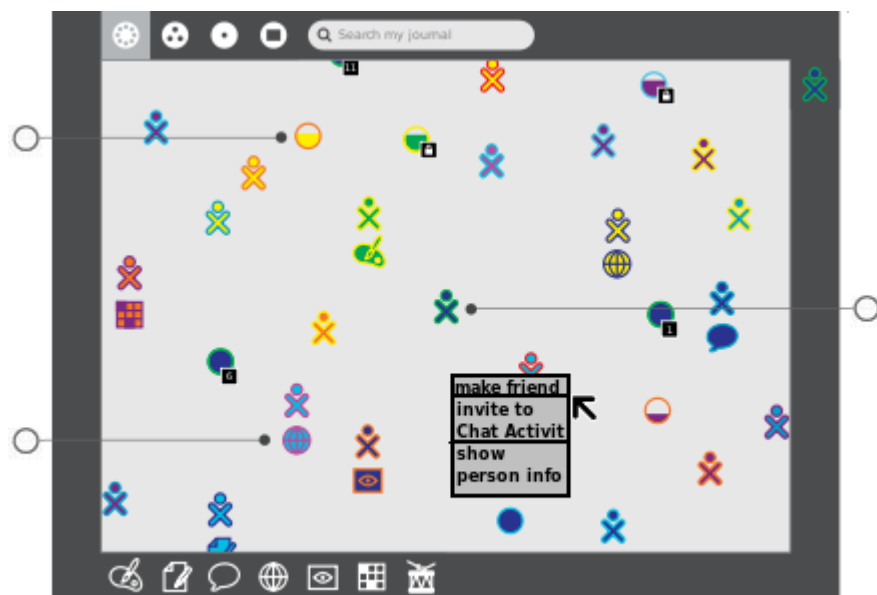 Search my journal
11
1
6
make friend
invite to
Chat Activit
show
person info